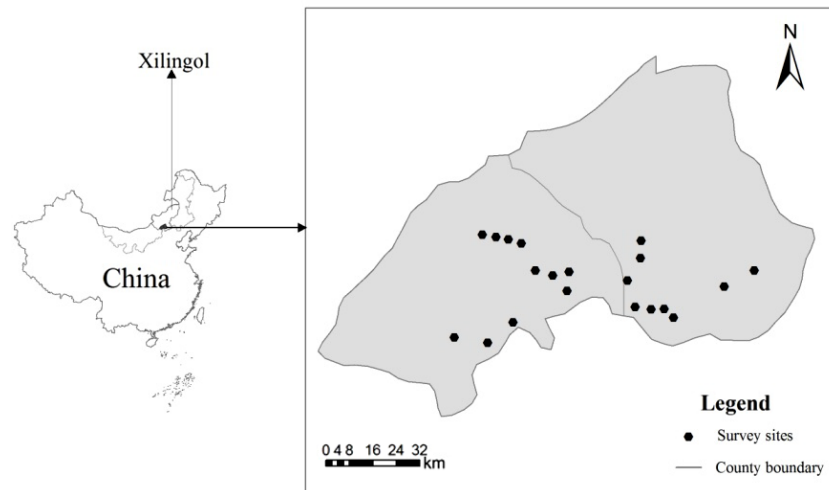 Xilingol
China
N
Legend
Survey sites
County boundary
0 4 8 16 24 32
km